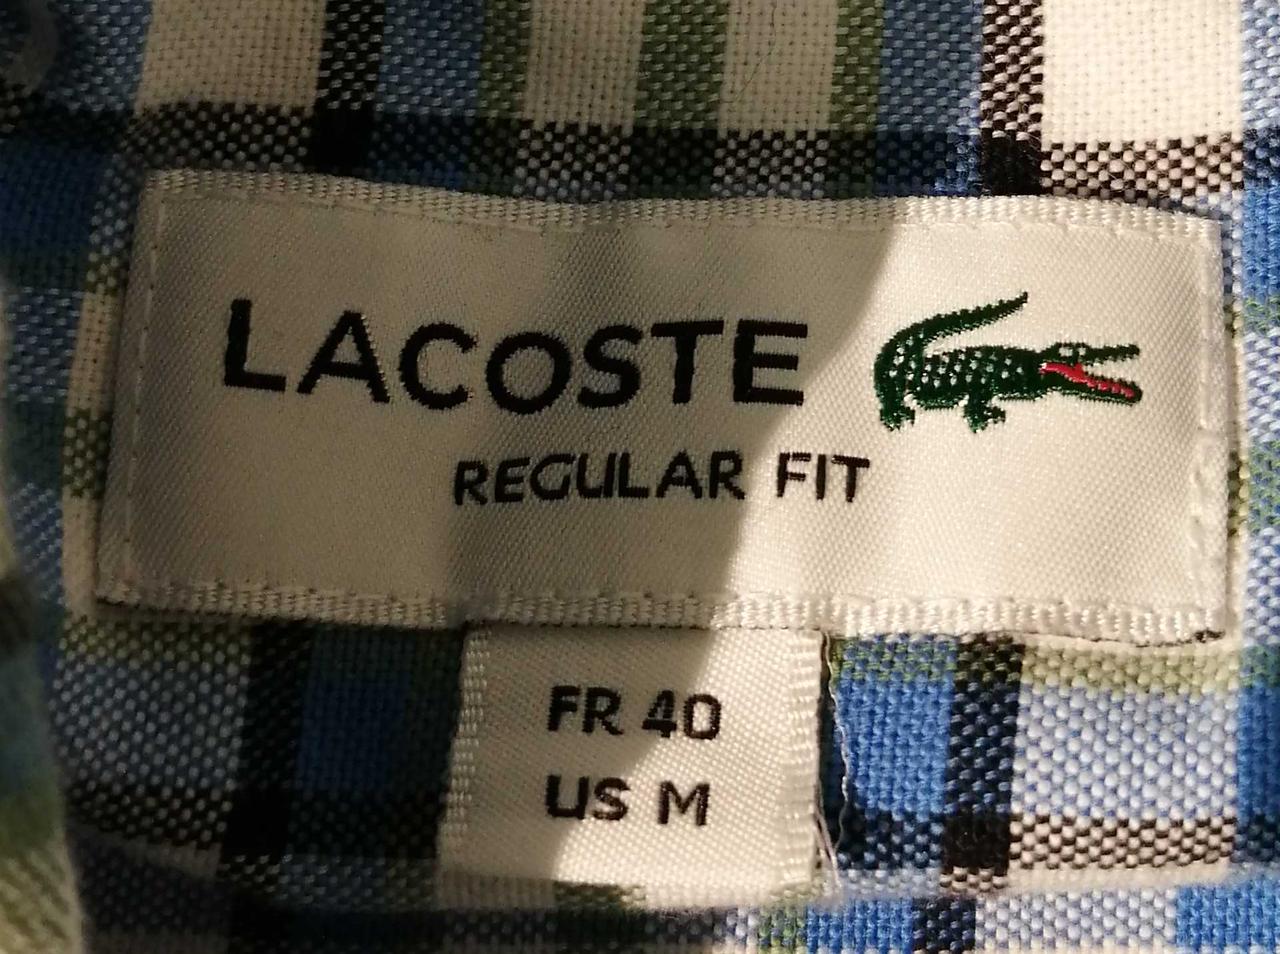 LACOSTE
REGULAR FIT
FR 40
US M